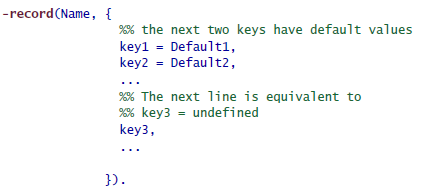 -record(Name, {
%% the next two keys have default values
key1 = Default1,
key2 = Default2,
...
%% The next line is equivalent to
%% key3 = undefined
key3,
...
}).